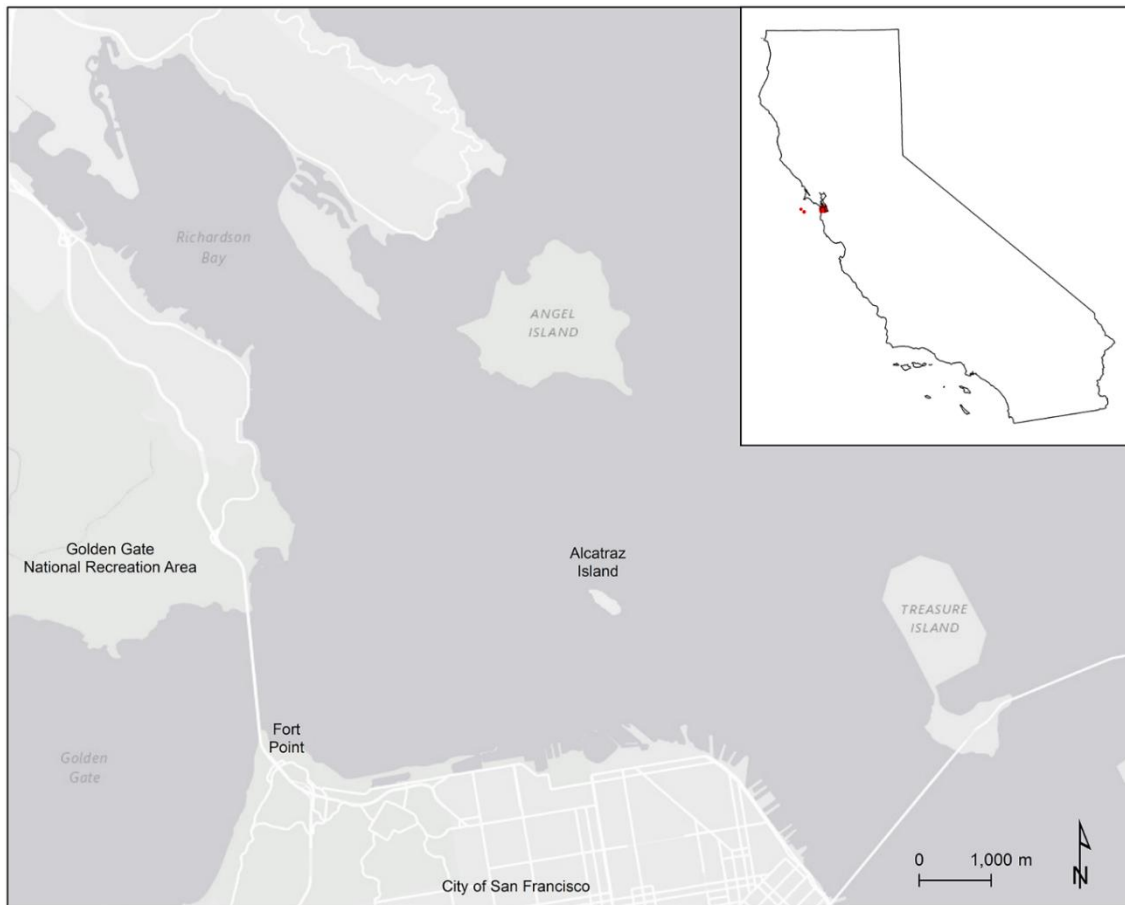 Richardson
Bay
ANGEL
ISLAND
Golden Gate
National Recreation Area
Alcatraz
Island
TREASURE
ISLAND
Fort
Point
Golden
Gate
0 1,000 m
N
City of San Francisco